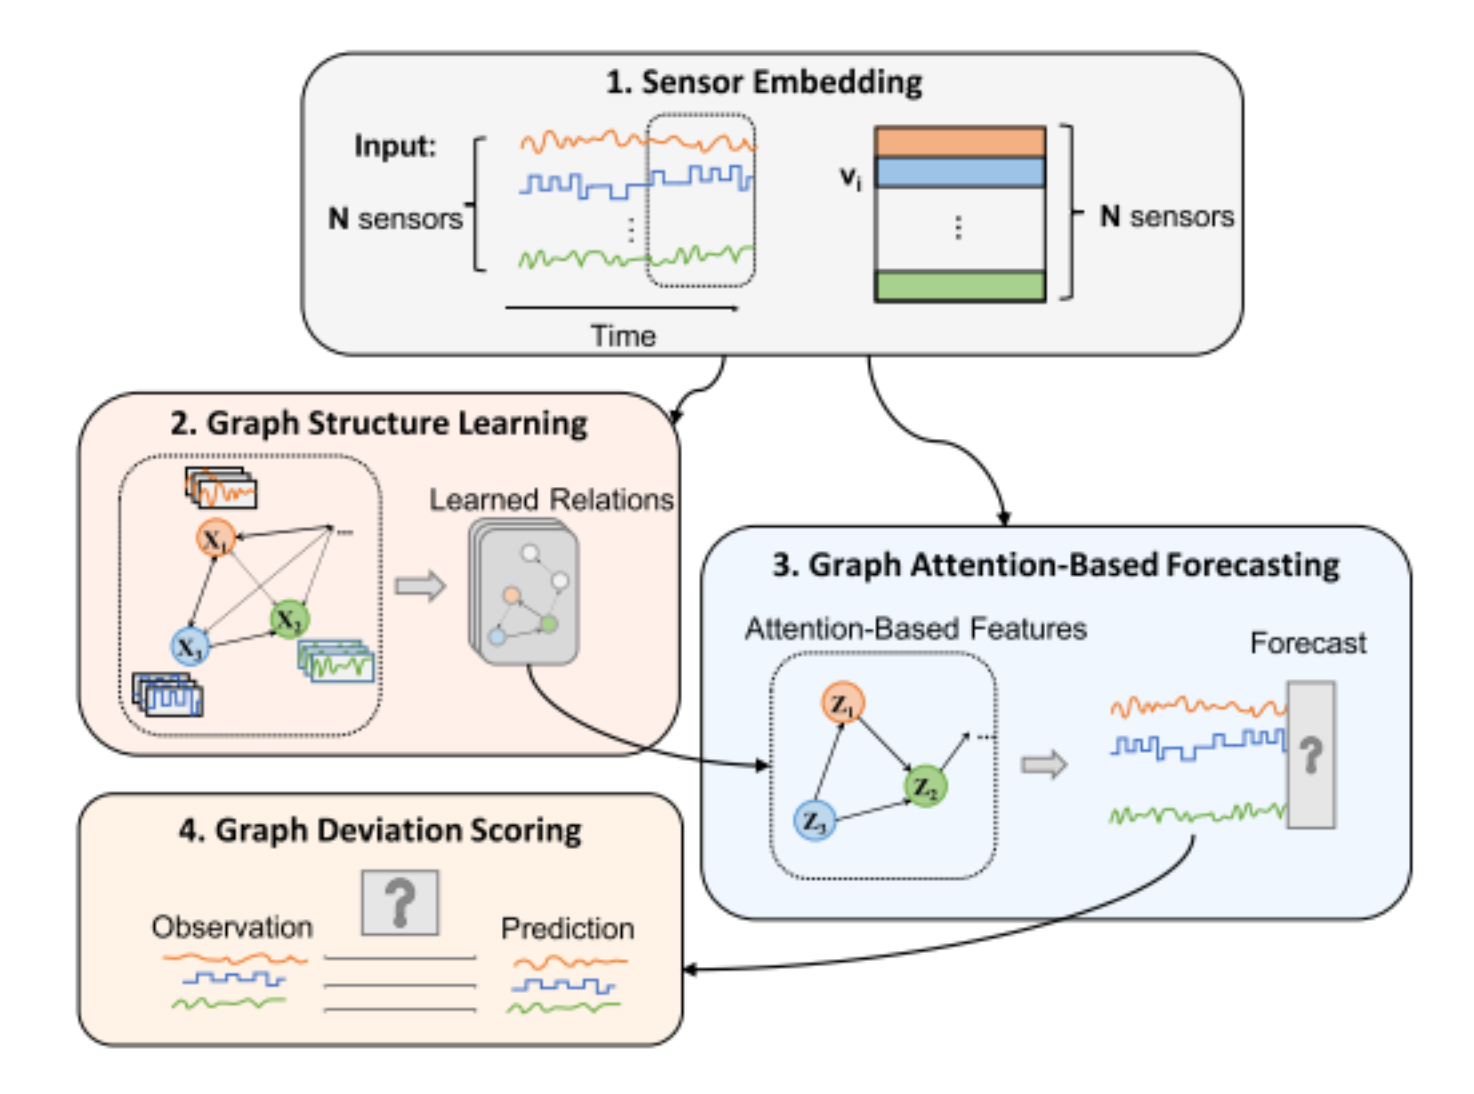 1. Sensor Embedding
Input:
N sensors
Time
v_i
⋮
N sensors
2. Graph Structure Learning
Learned Relations
X_1
...
X_2
X_3
3. Graph Attention-Based Forecasting
Attention-Based Features
Forecast
Z_1
...
Z_2
Z_3
?
4. Graph Deviation Scoring
?
Observation
Prediction